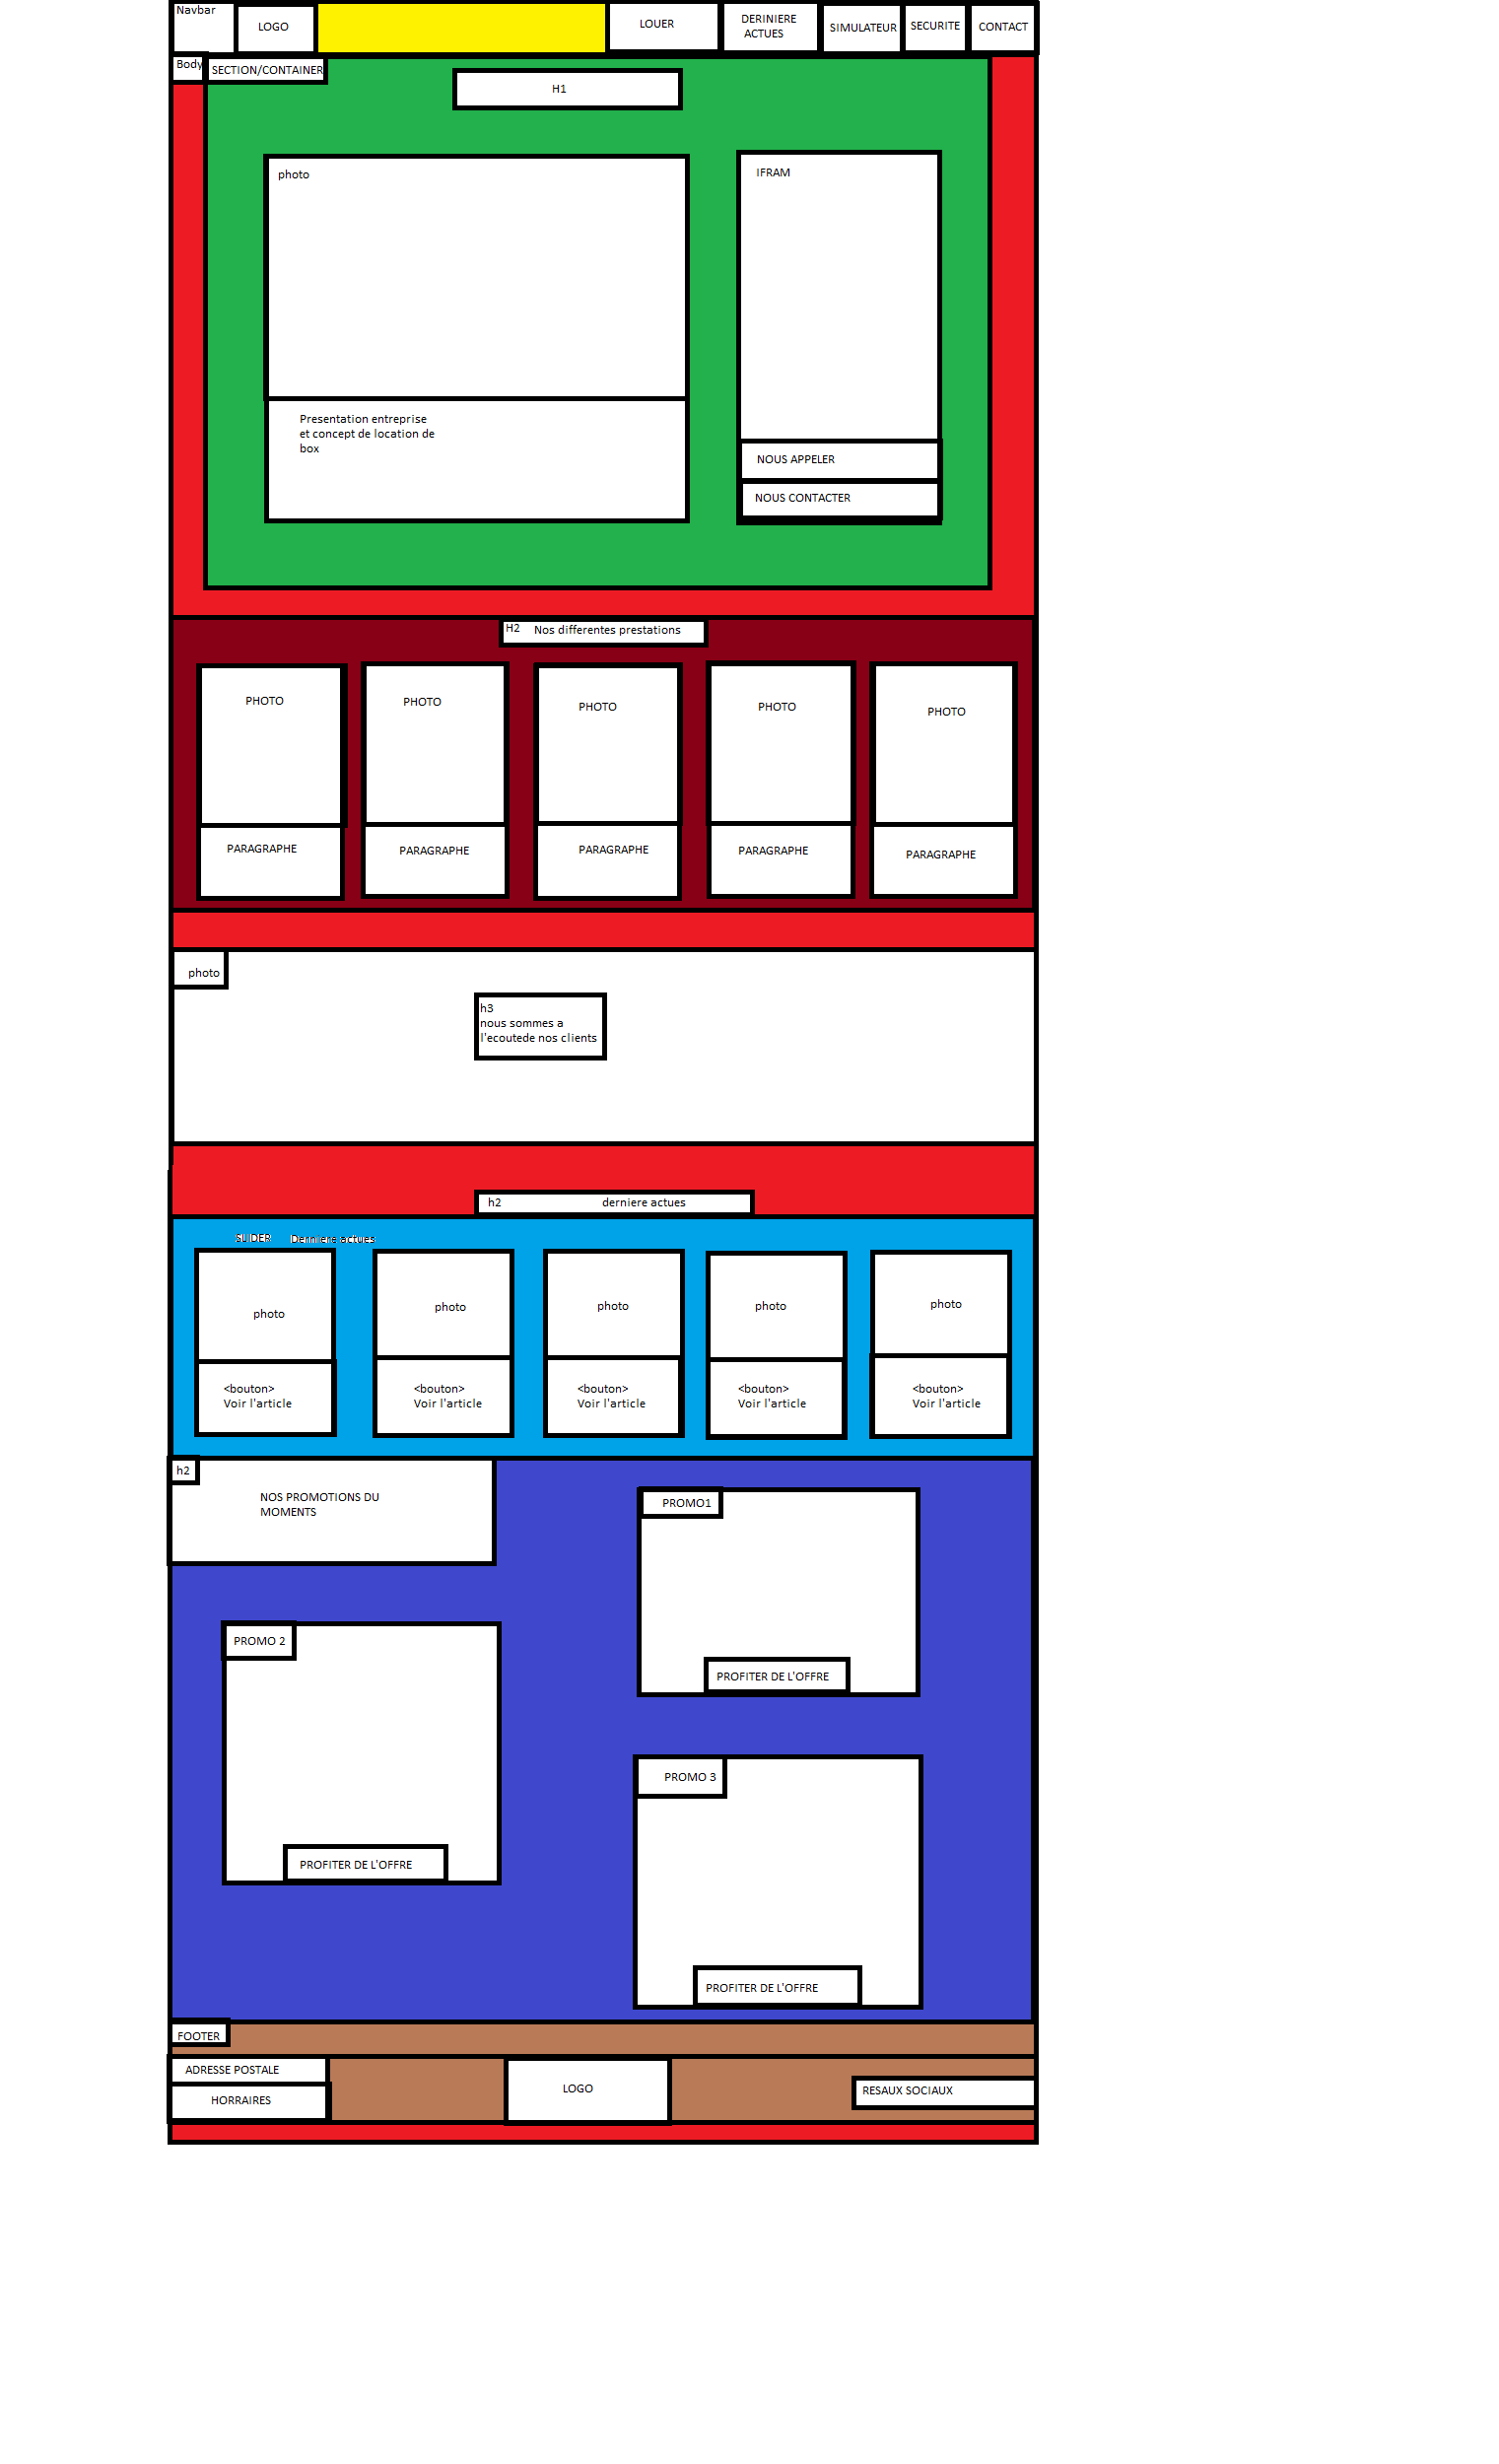 Navbar
LOGO
LOUER
DERINIERE
ACTUES
SIMULATEUR
SECURITE
CONTACT
Body
SECTION/CONTAINER
H1
photo
IFRAM
Presentation entreprise
et concept de location de
box
NOUS APPELER
NOUS CONTACTER
H2 Nos differentes prestations
PHOTO
PHOTO
PHOTO
PHOTO
PHOTO
PARAGRAPHE
PARAGRAPHE
PARAGRAPHE
PARAGRAPHE
PARAGRAPHE
photo
h3
nous sommes a
l'ecoutede nos clients
h2 derniere actues
SLIDER Derniere actues
photo
photo
photo
photo
photo
<bouton>
Voir l'article
<bouton>
Voir l'article
<bouton>
Voir l'article
<bouton>
Voir l'article
<bouton>
Voir l'article
h2
NOS PROMOTIONS DU
MOMENTS
PROMO1
PROFITER DE L'OFFRE
PROMO 2
PROFITER DE L'OFFRE
PROMO 3
PROFITER DE L'OFFRE
FOOTER
ADRESSE POSTALE
HORRAIRES
LOGO
RESAUX SOCIAUX